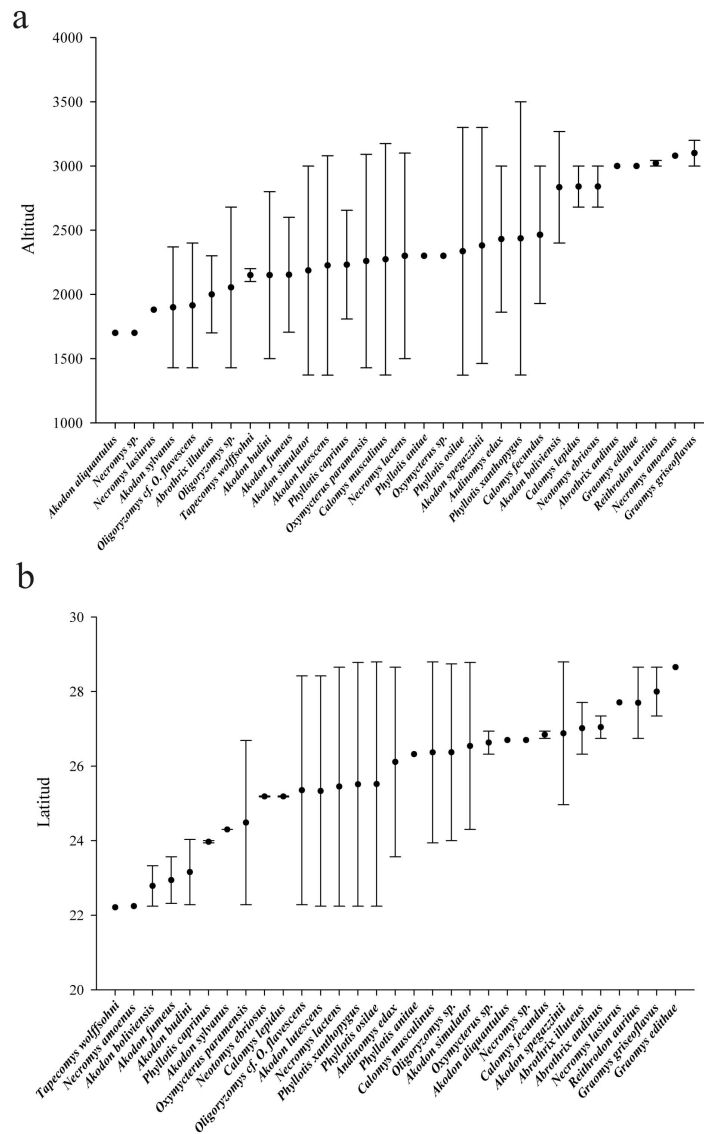 a
4000
3500
3000
2500
2000
1500
1000
Altitud
Akodon aliquantulus
Necromys sp.
Necromys lasiurus
Akodon sylvanus
Oligoryzomys cf. O. flavescens
Abrothrix illuteus
Oligoryzomys sp.
Tapecomys wolffsohni
Akodon budini
Akodon fumeus
Akodon simulator
Akodon lutescens
Phyllotis caprinus
Oxymycterus paramensis
Calomys musculinus
Necromys lactens
Phyllotis anitae
Oxymycterus sp.
Phyllotis osilae
Akodon spegazzinii
Andinomys edax
Phyllotis xanthopygus
Calomys fecundus
Akodon boliviensis
Calomys lepidus
Neotomys ebriosus
Abrothrix andinus
Graomys edithae
Reithrodon auritus
Necromys amoenus
Graomys griseoflavus
b
30
28
26
24
22
20
Latitud
Tapecomys wolffsohni
Necromys amoenus
Akodon boliviensis
Akodon fumeus
Akodon budini
Phyllotis caprinus
Akodon sylvanus
Oxymycterus paramensis
Neotomys ebriosus
Calomys lepidus
Oligoryzomys cf. O. flavescens
Akodon lutescens
Necromys lactens
Phyllotis xanthopygus
Phyllotis osilae
Andinomys edax
Phyllotis anitae
Calomys musculinus
Oligoryzomys sp.
Akodon simulator
Oxymycterus sp.
Akodon aliquantulus
Necromys sp.
Calomys fecundus
Akodon spegazzinii
Abrothrix illuteus
Abrothrix andinus
Necromys lasiurus
Reithrodon auritus
Graomys griseoflavus
Graomys edithae